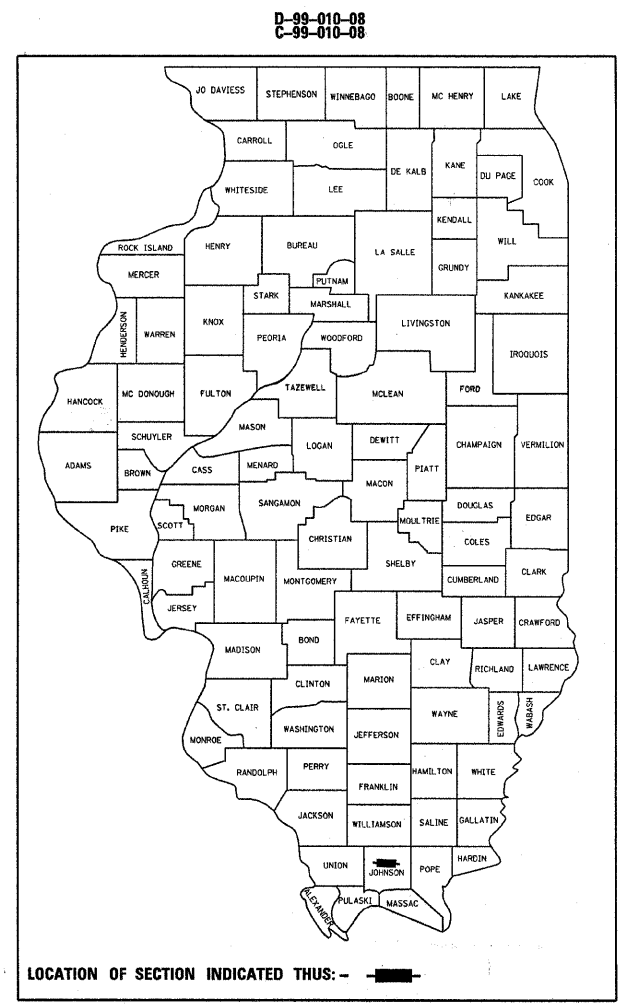 D-99-010-08
C-99-010-08
JO DAVIESS
STEPHENSON
WINNEBAGO
BOONE
MC HENRY
LAKE
CARROLL
OGLE
DE KALB
KANE
DU PAGE
COOK
WHITESIDE
LEE
KENDALL
ROCK ISLAND
HENRY
BUREAU
LA SALLE
WILL
GRUNDY
MERCER
PUTNAM
STARK
MARSHALL
KANKAKEE
HENDERSON
WARREN
KNOX
PEORIA
WOODFORD
LIVINGSTON
IROQUOIS
HANCOCK
MC DONOUGH
FULTON
TAZEWELL
MCLEAN
FORD
SCHUYLER
MASON
LOGAN
DEWITT
CHAMPAIGN
VERMILION
ADAMS
BROWN
CASS
MENARD
PIATT
MACON
PIKE
SCOTT
MORGAN
SANGAMON
CHRISTIAN
MOULTRIE
DOUGLAS
EDGAR
COLES
CALHOUN
GREENE
MACOUPIN
MONTGOMERY
SHELBY
CUMBERLAND
CLARK
JERSEY
FAYETTE
EFFINGHAM
JASPER
CRAWFORD
MADISON
BOND
CLAY
RICHLAND
LAWRENCE
CLINTON
MARION
ST. CLAIR
WAYNE
EDWARDS
WABASH
MONROE
WASHINGTON
JEFFERSON
RANDOLPH
PERRY
FRANKLIN
HAMILTON
WHITE
JACKSON
WILLIAMSON
SALINE
GALLATIN
UNION
JOHNSON
POPE
HARDIN
ALEXANDER
PULASKI
MASSAC
LOCATION OF SECTION INDICATED THUS: -